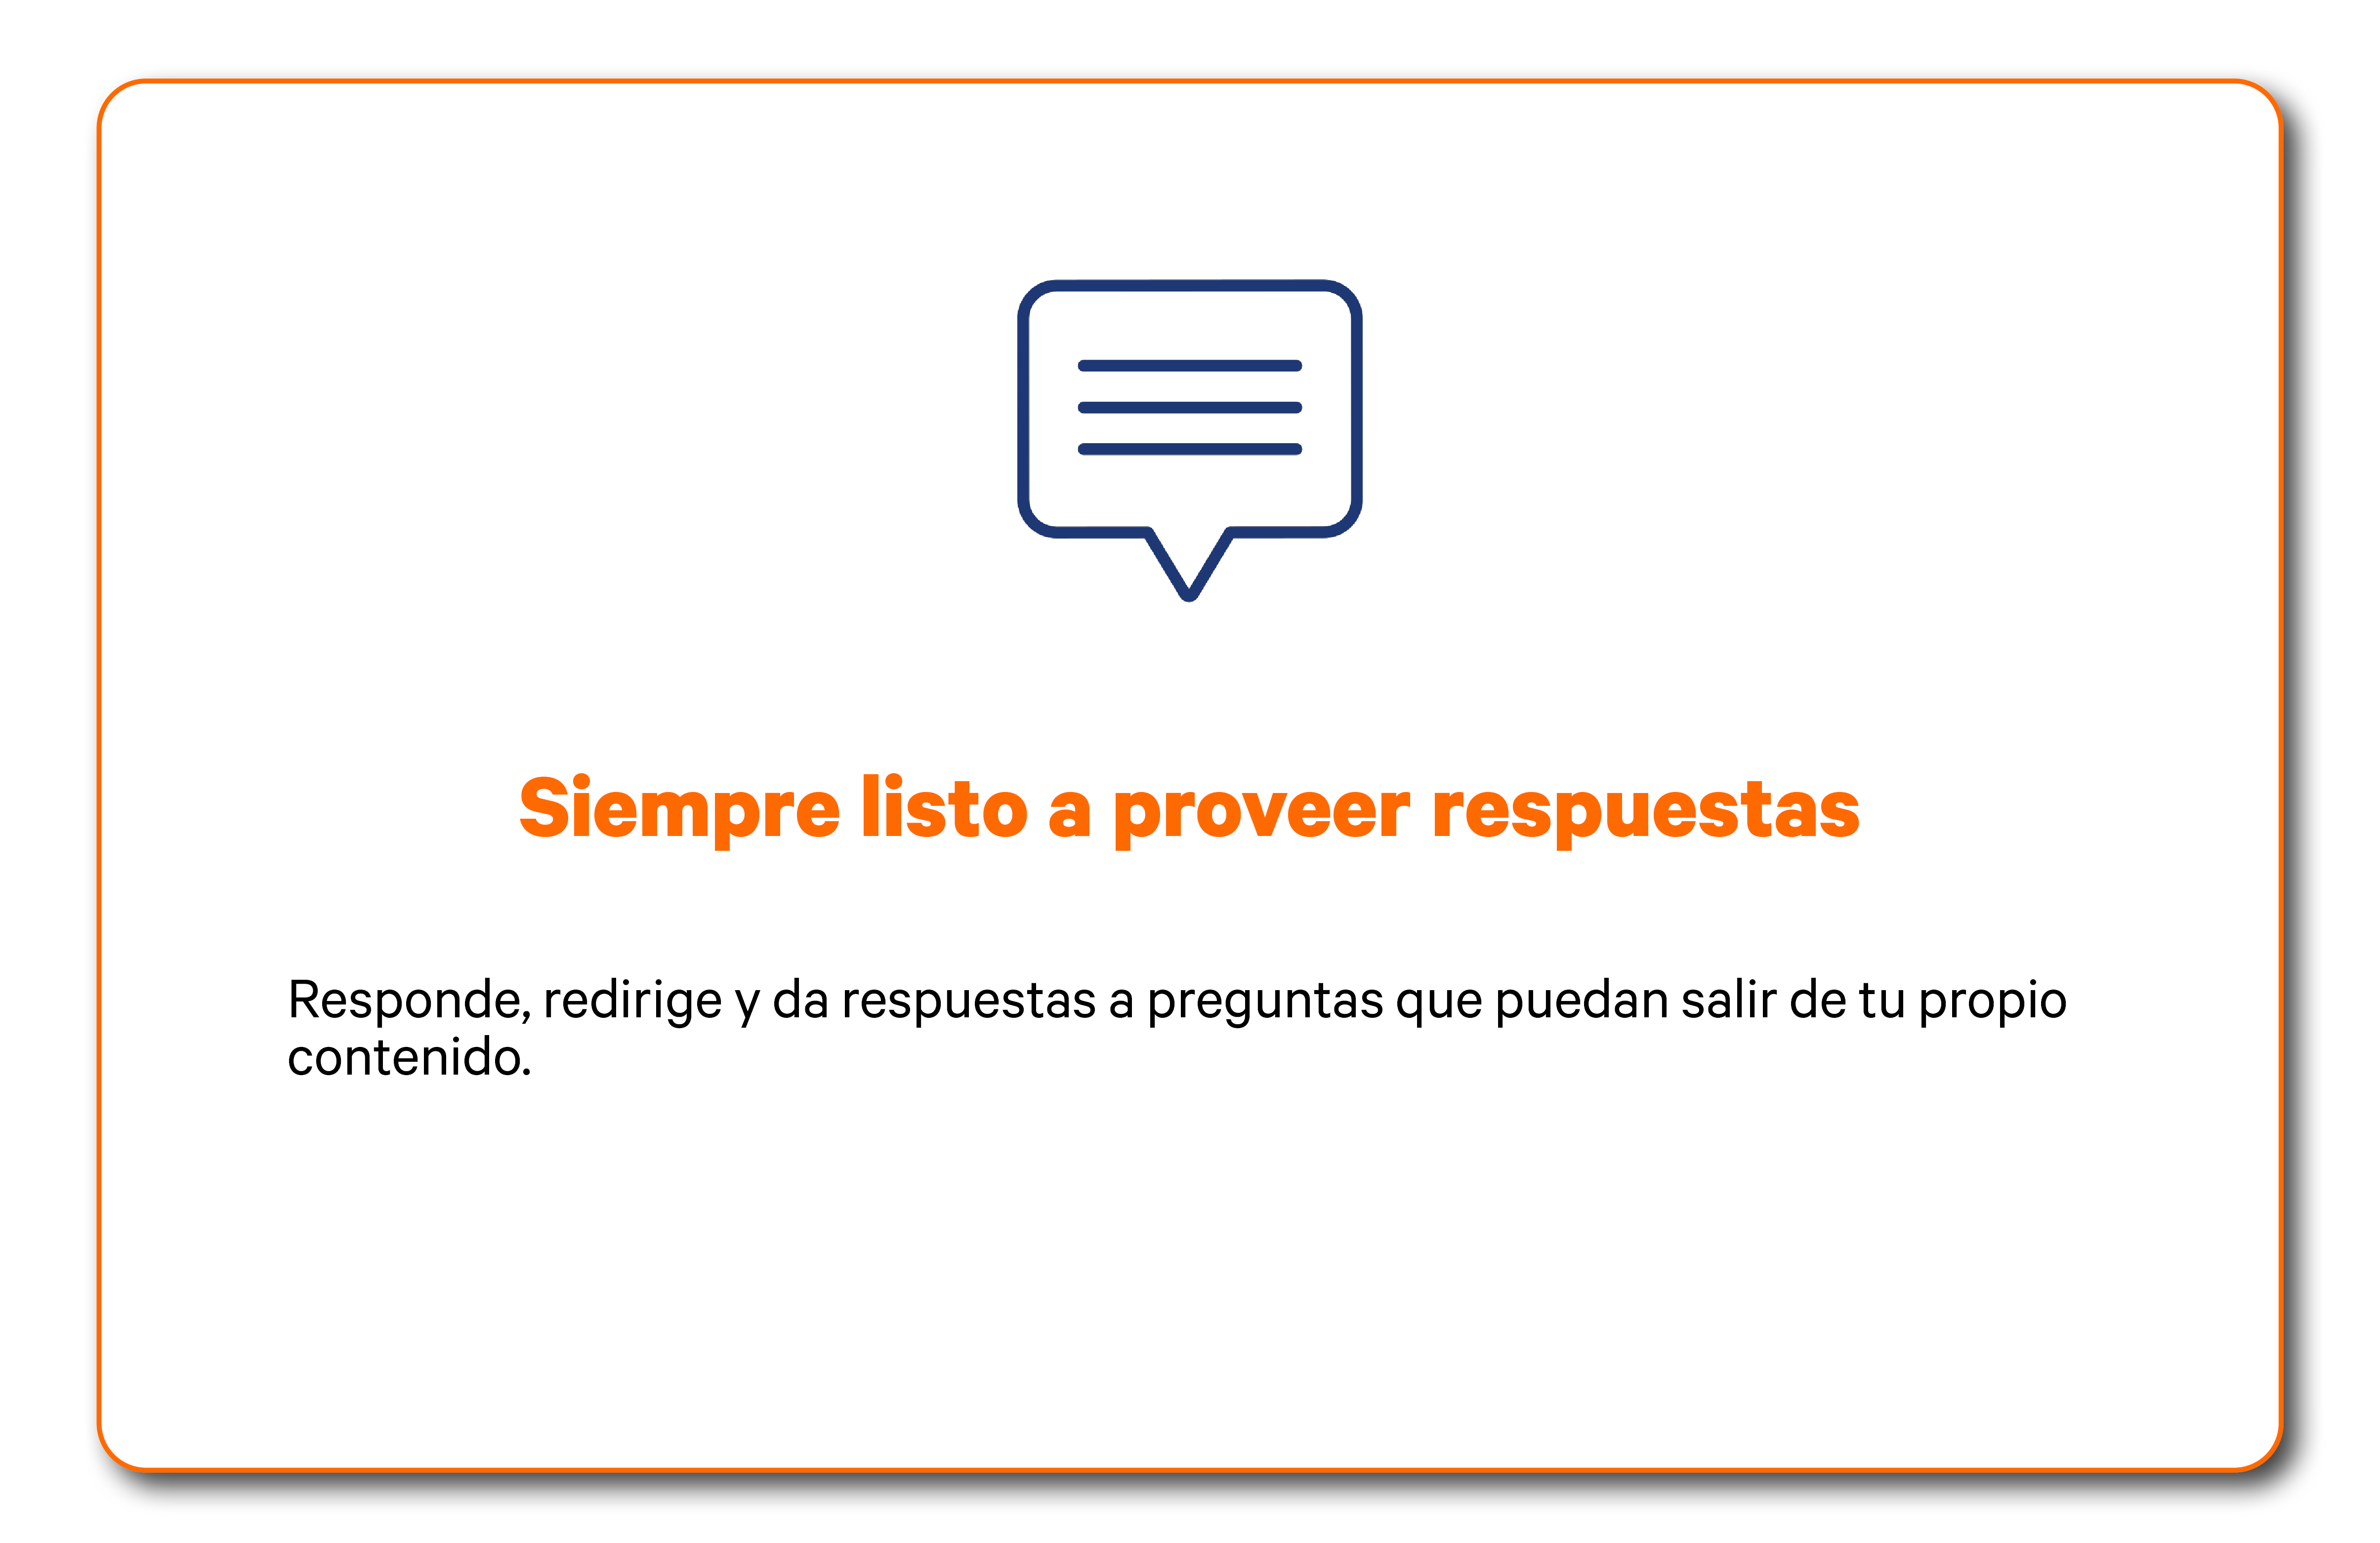 Siempre listo a proveer respuestas
Responde, redirige y da respuestas a preguntas que puedan salir de tu propio
contenido.